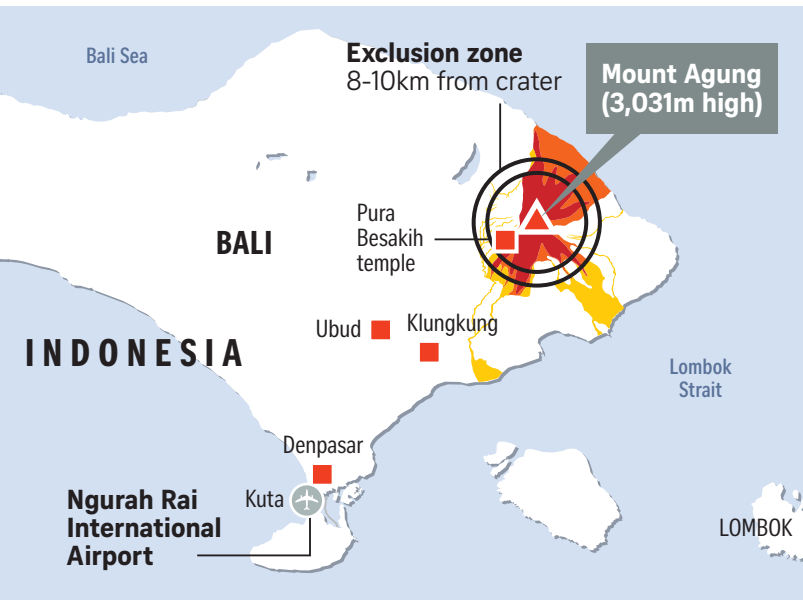 Bali Sea
Exclusion zone
8-10km from crater
Mount Agung
(3,031m high)
Pura
Besakih
temple
BALI
Ubud
Klungkung
INDONESIA
Lombok
Strait
Denpasar
Kuta
Ngurah Rai
International
Airport
LOMBOK